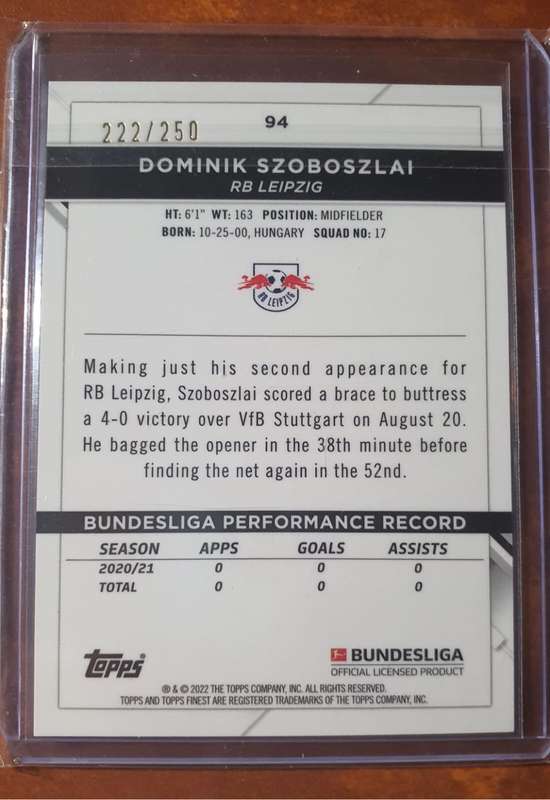 94
222/250
DOMINIK SZOBOSZLAI
RB LEIPZIG
HT: 6'1" WT: 163 POSITION: MIDFIELDER
BORN: 10-25-00, HUNGARY SQUAD NO: 17
RB LEIPZIG
Making just his second appearance for
RB Leipzig, Szoboszlai scored a brace to buttress
a 4-0 victory over VfB Stuttgart on August 20.
He bagged the opener in the 38th minute before
finding the net again in the 52nd.
BUNDESLIGA PERFORMANCE RECORD
SEASON APPS GOALS ASSISTS
2020/21 0 0 0
TOTAL 0 0 0
topps®
BUNDESLIGA
OFFICIAL LICENSED PRODUCT
® & © 2022 THE TOPPS COMPANY, INC. ALL RIGHTS RESERVED.
TOPPS AND TOPPS FINEST ARE REGISTERED TRADEMARKS OF THE TOPPS COMPANY, INC.